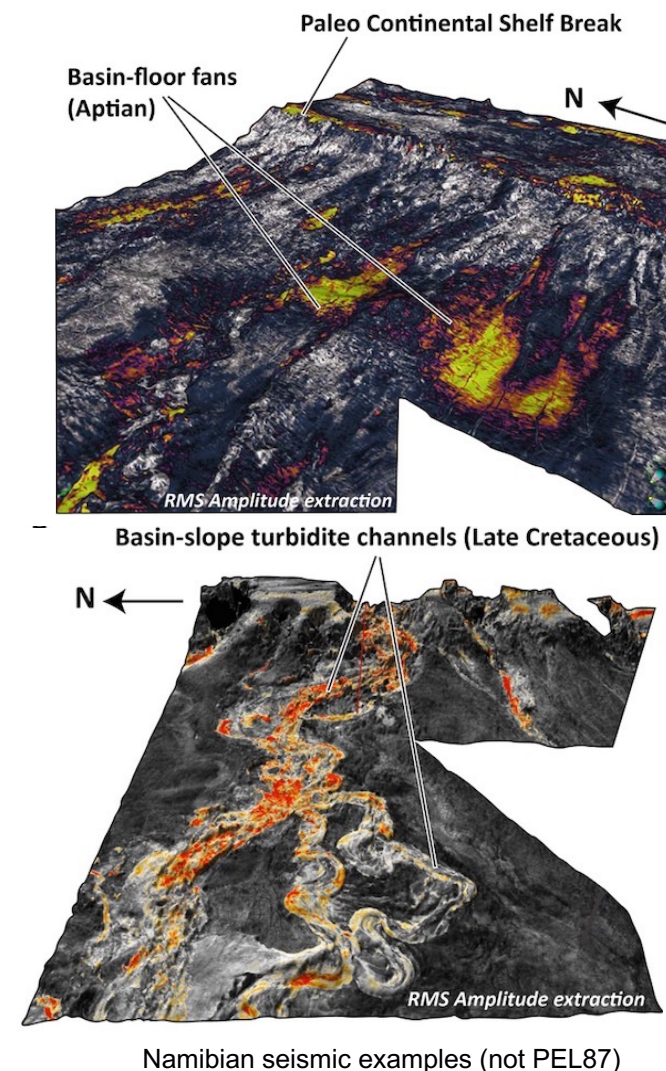 Paleo Continental Shelf Break
Basin-floor fans
(Aptian)
N
RMS Amplitude extraction
Basin-slope turbidite channels (Late Cretaceous)
N
RMS Amplitude extraction
Namibian seismic examples (not PEL87)